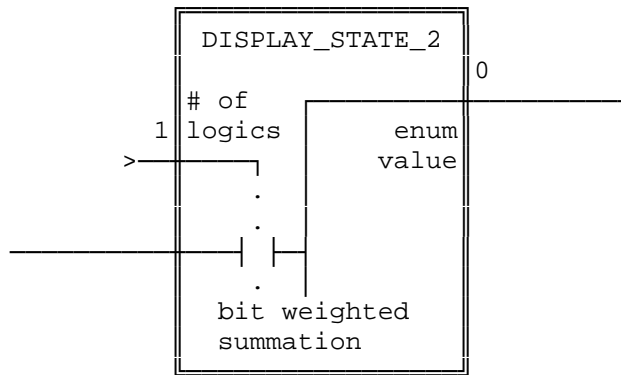 DISPLAY_STATE_2
0
# of
1 logics
enum
value
>
bit weighted
summation